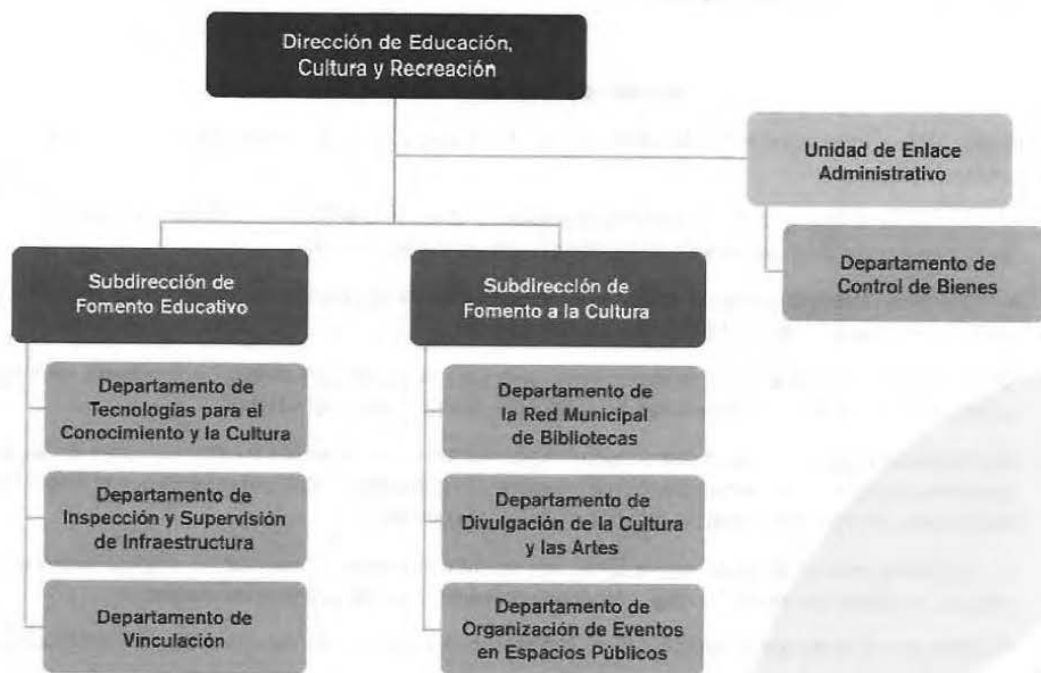 Dirección de Educación,
Cultura y Recreación
Unidad de Enlace
Administrativo
Departamento de
Control de Bienes
Subdirección de
Fomento Educativo
Departamento de
Tecnologías para el
Conocimiento y la Cultura
Departamento de
Inspección y Supervisión
de Infraestructura
Departamento de
Vinculación
Subdirección de
Fomento a la Cultura
Departamento de
la Red Municipal
de Bibliotecas
Departamento de
Divulgación de la Cultura
y las Artes
Departamento de
Organización de Eventos
en Espacios Públicos